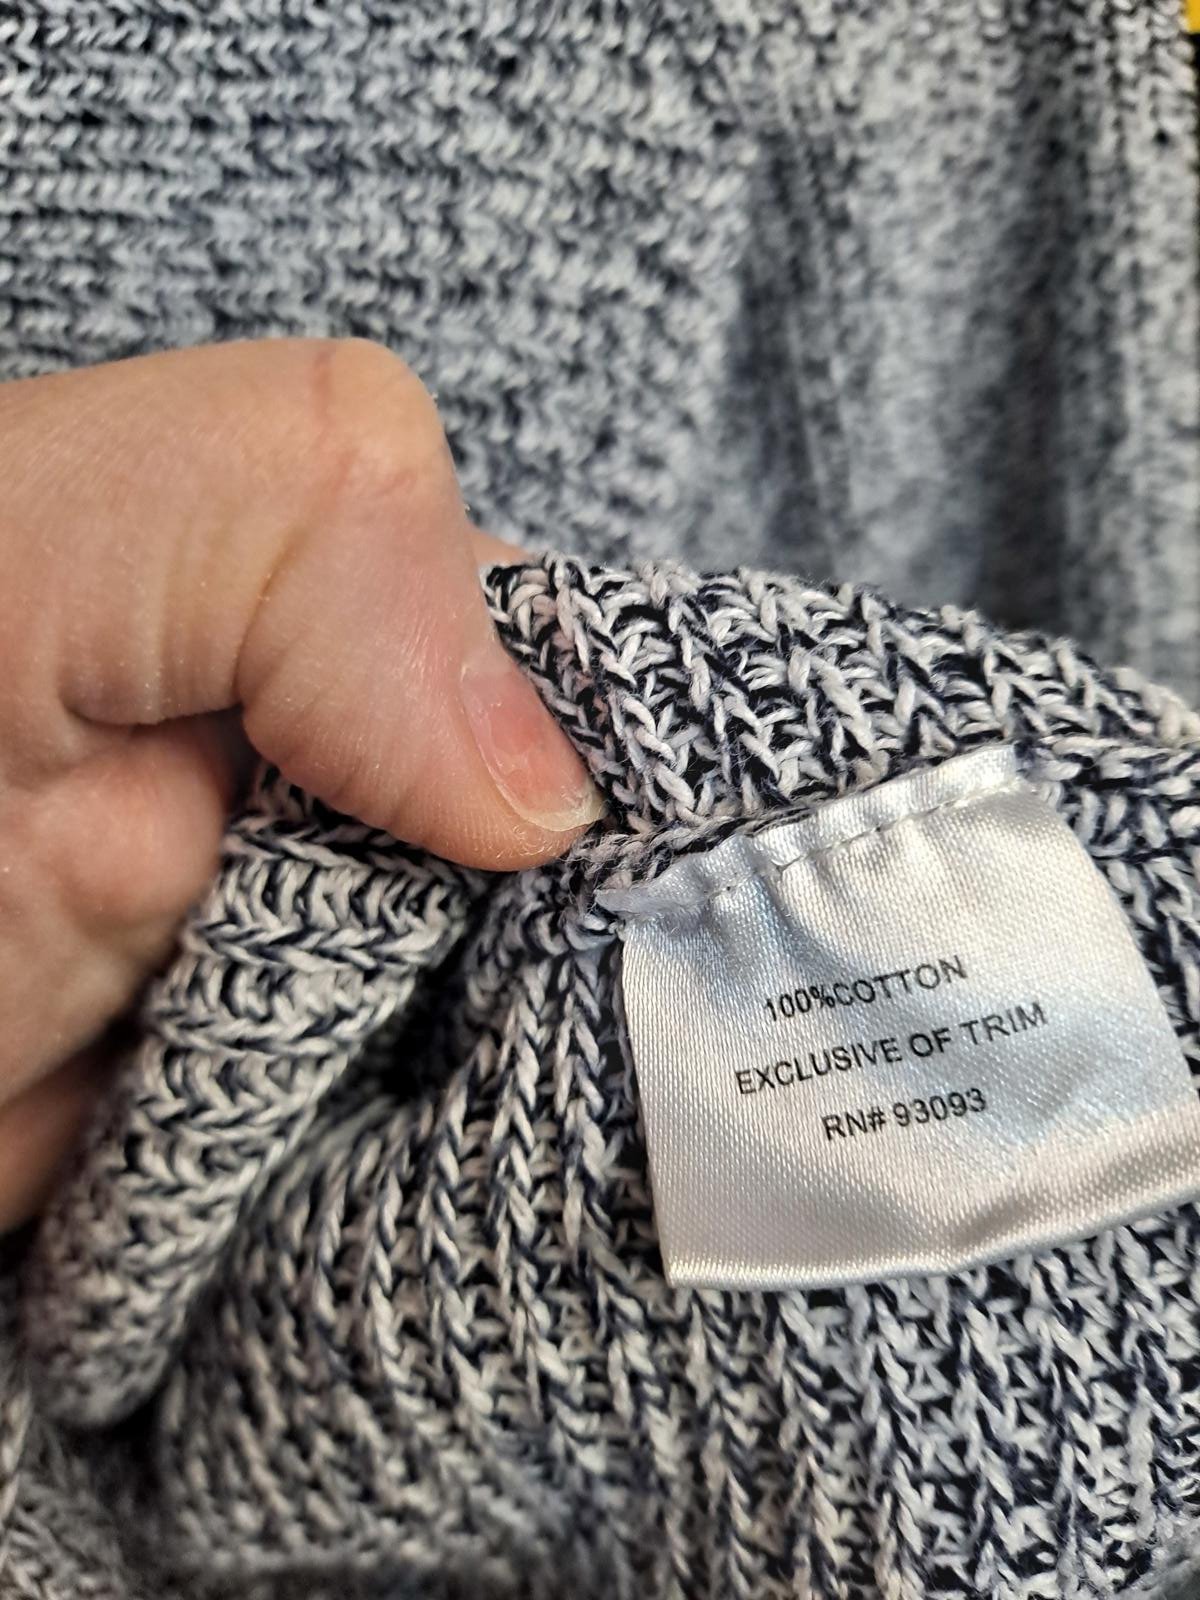 100%COTTON
EXCLUSIVE OF TRIM
RN# 93093